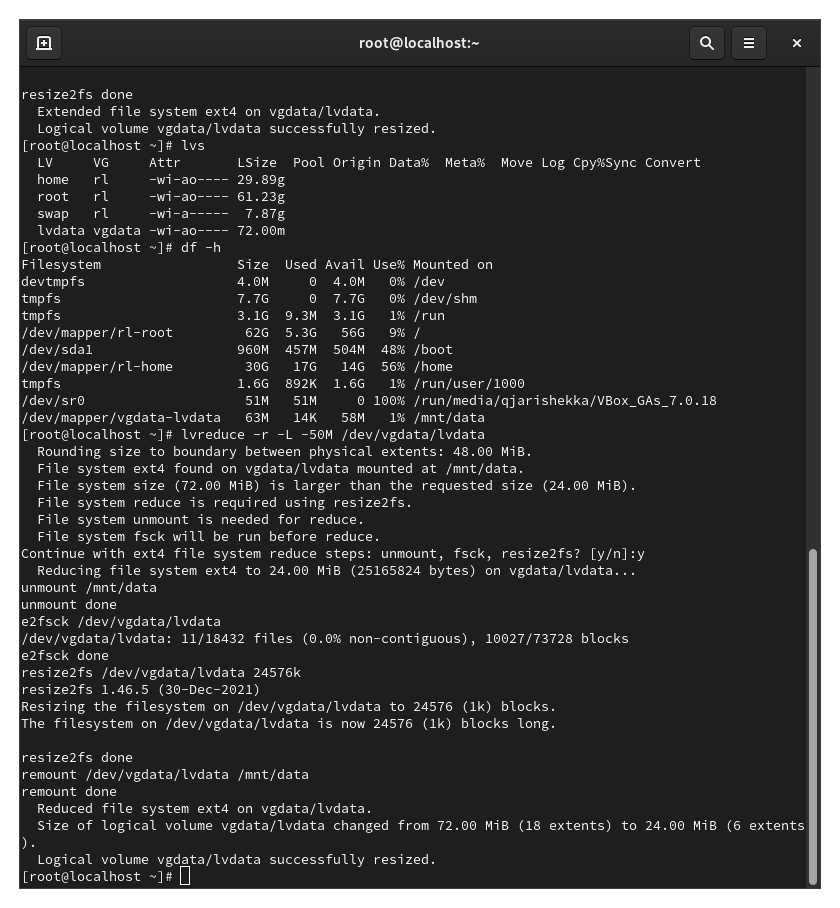 root@localhost:~
resize2fs done
  Extended file system ext4 on vgdata/lvdata.
  Logical volume vgdata/lvdata successfully resized.
[root@localhost ~]# lvs
  LV     VG     Attr       LSize  Pool Origin Data%  Meta%  Move Log Cpy%Sync Convert
  home   rl     -wi-ao---- 29.89g
  root   rl     -wi-ao---- 61.23g
  swap   rl     -wi-a-----  7.87g
  lvdata vgdata -wi-ao---- 72.00m
[root@localhost ~]# df -h
Filesystem                 Size  Used Avail Use% Mounted on
devtmpfs                   4.0M     0  4.0M   0% /dev
tmpfs                      7.7G     0  7.7G   0% /dev/shm
tmpfs                      3.1G  9.3M  3.1G   1% /run
/dev/mapper/rl-root         62G  5.3G   56G   9% /
/dev/sda1                  960M  457M  504M  48% /boot
/dev/mapper/rl-home         30G   17G   14G  56% /home
tmpfs                      1.6G  892K  1.6G   1% /run/user/1000
/dev/sr0                    51M   51M     0 100% /run/media/qjarishekka/VBox_GAs_7.0.18
/dev/mapper/vgdata-lvdata   63M   14K   58M   1% /mnt/data
[root@localhost ~]# lvreduce -r -L -50M /dev/vgdata/lvdata
  Rounding size to boundary between physical extents: 48.00 MiB.
  File system ext4 found on vgdata/lvdata mounted at /mnt/data.
  File system size (72.00 MiB) is larger than the requested size (24.00 MiB).
  File system reduce is required using resize2fs.
  File system unmount is needed for reduce.
  File system fsck will be run before reduce.
Continue with ext4 file system reduce steps: unmount, fsck, resize2fs? [y/n]:y
  Reducing file system ext4 to 24.00 MiB (25165824 bytes) on vgdata/lvdata...
unmount /mnt/data
unmount done
e2fsck /dev/vgdata/lvdata
/dev/vgdata/lvdata: 11/18432 files (0.0% non-contiguous), 10027/73728 blocks
e2fsck done
resize2fs /dev/vgdata/lvdata 24576k
resize2fs 1.46.5 (30-Dec-2021)
Resizing the filesystem on /dev/vgdata/lvdata to 24576 (1k) blocks.
The filesystem on /dev/vgdata/lvdata is now 24576 (1k) blocks long.
resize2fs done
remount /dev/vgdata/lvdata /mnt/data
remount done
  Reduced file system ext4 on vgdata/lvdata.
  Size of logical volume vgdata/lvdata changed from 72.00 MiB (18 extents) to 24.00 MiB (6 extents
).
  Logical volume vgdata/lvdata successfully resized.
[root@localhost ~]#